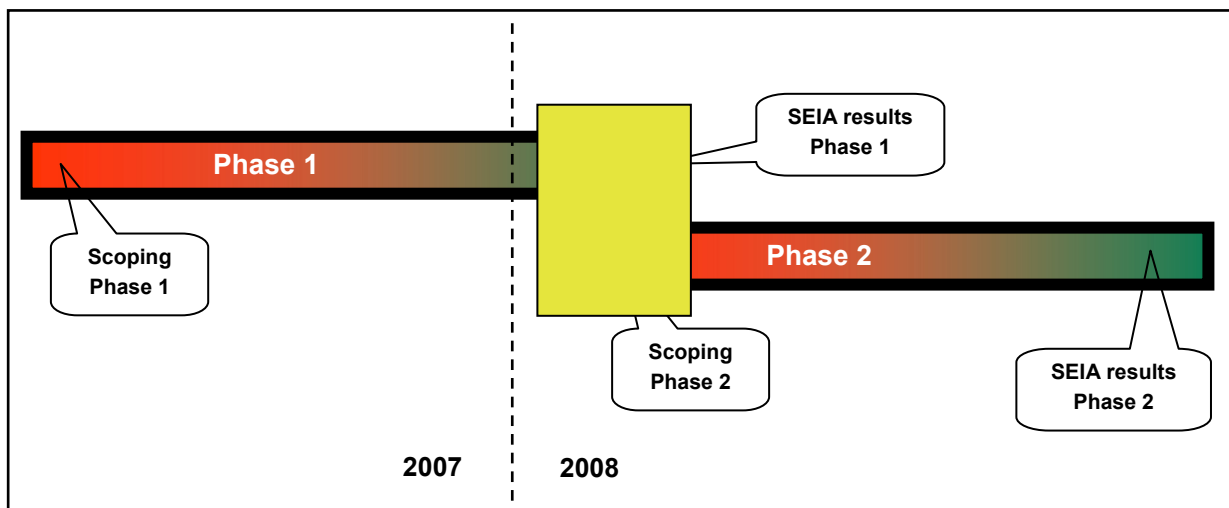 SEIA results
Phase 1
Phase 1
Scoping
Phase 1
Phase 2
Scoping
Phase 2
SEIA results
Phase 2
2007
2008